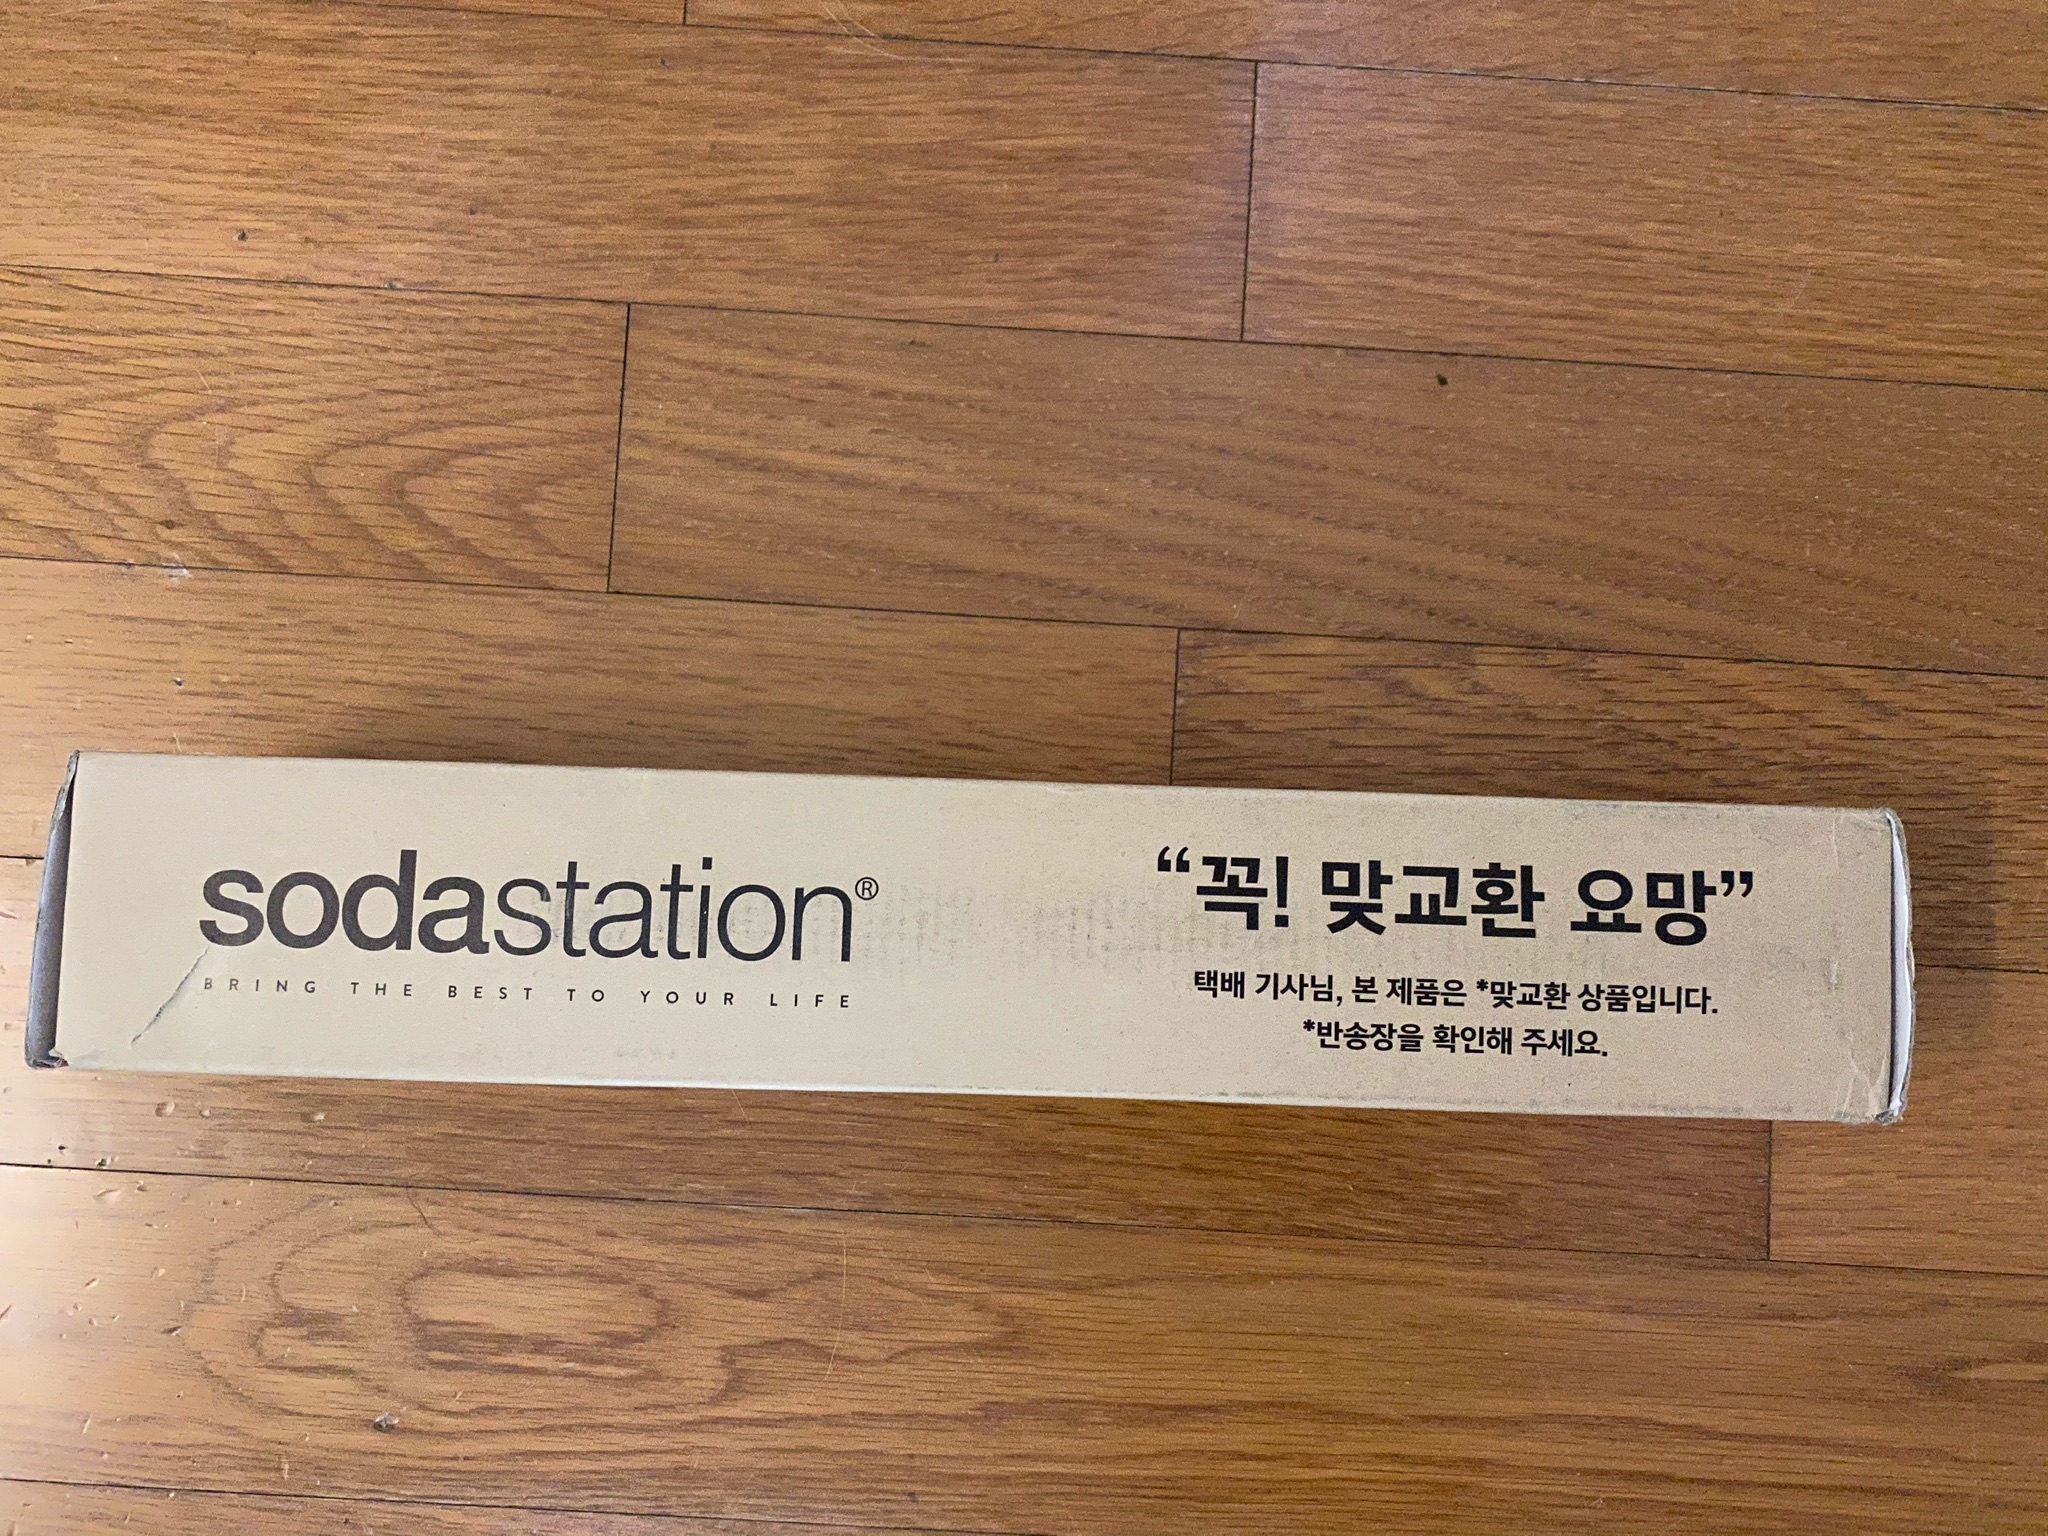 sodastation®
BRING THE BEST TO YOUR LIFE
“꼭! 맞교환 요망”
택배 기사님, 본 제품은 *맞교환 상품입니다.
*반송장을 확인해 주세요.